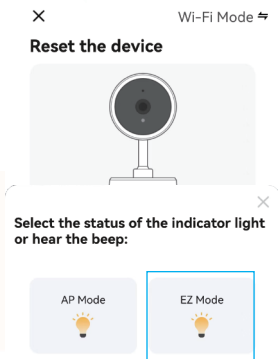 Wi-Fi Mode
Reset the device
Select the status of the indicator light
or hear the beep:
AP Mode
EZ Mode